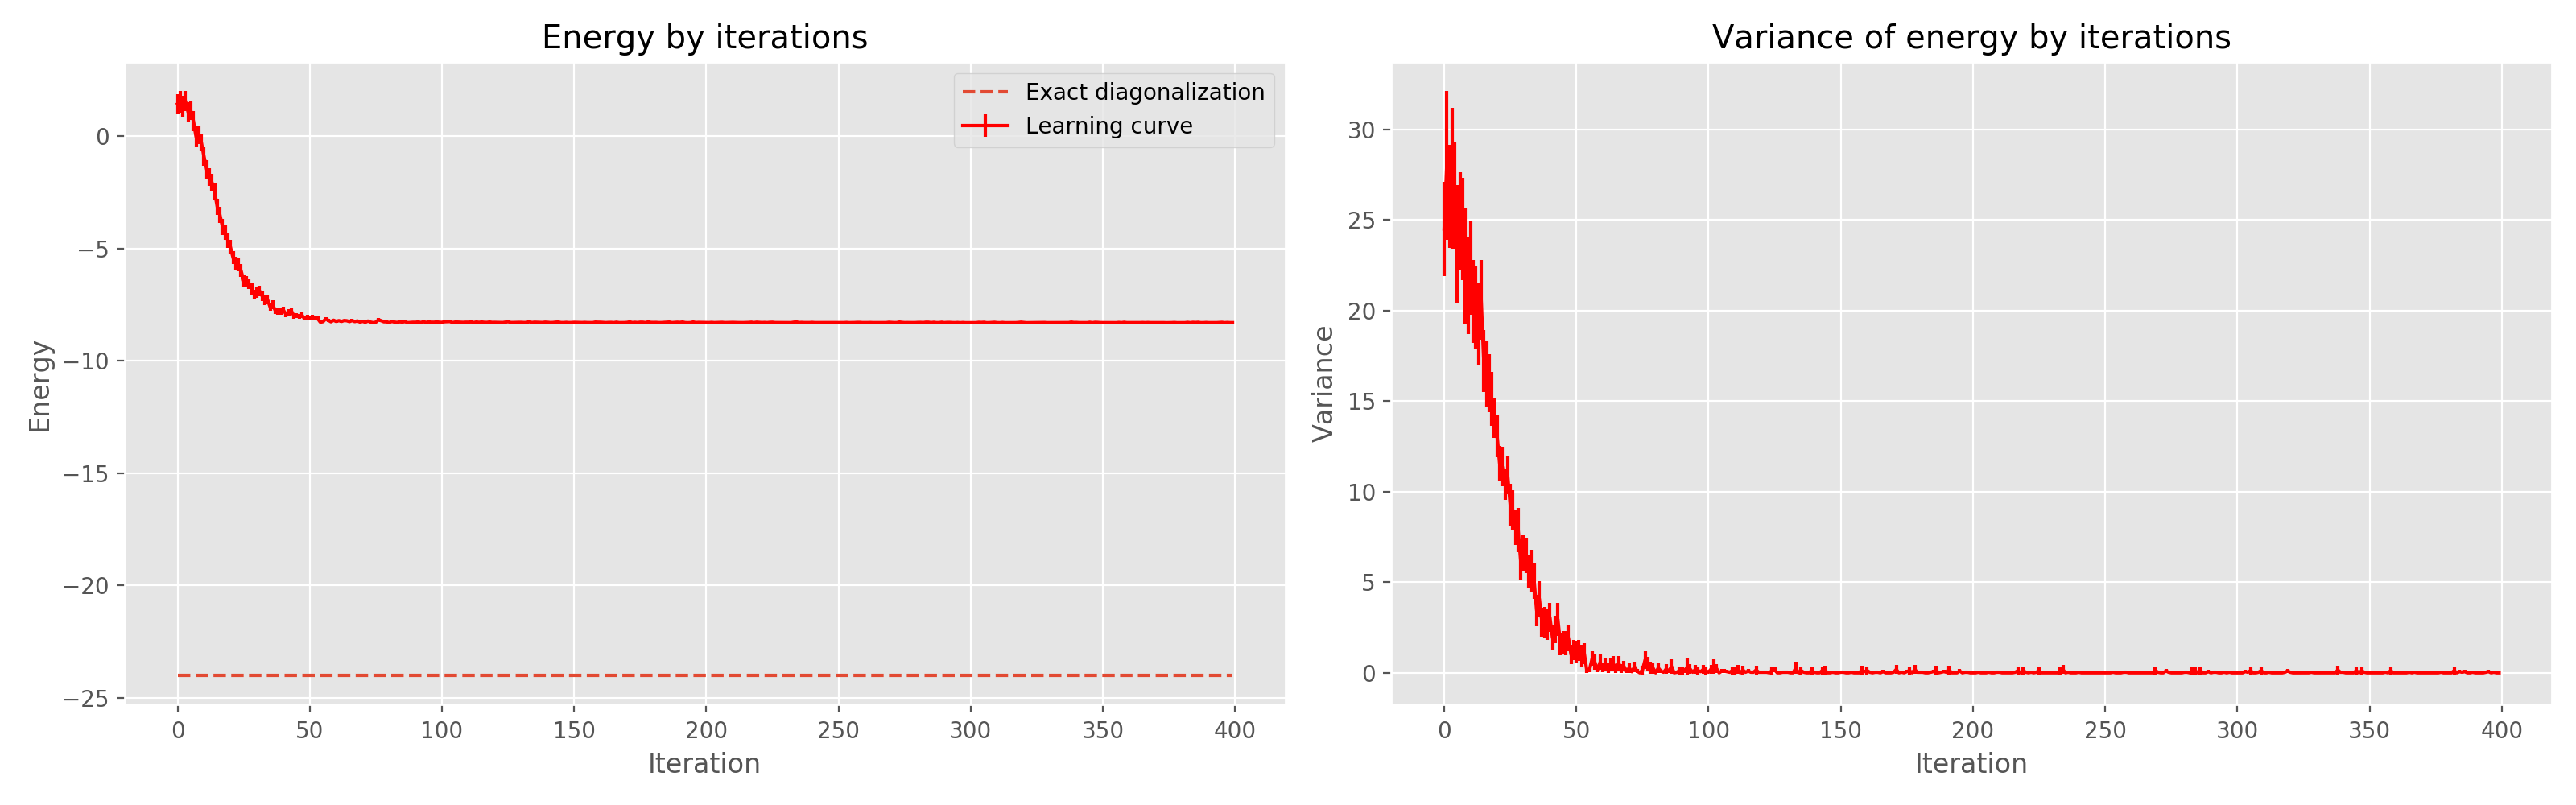 Energy by iterations
Exact diagonalization
Learning curve
0
−5
−10
−15
−20
−25
Energy
0 50 100 150 200 250 300 350 400
Iteration
Variance of energy by iterations
30
25
20
15
10
5
0
Variance
0 50 100 150 200 250 300 350 400
Iteration